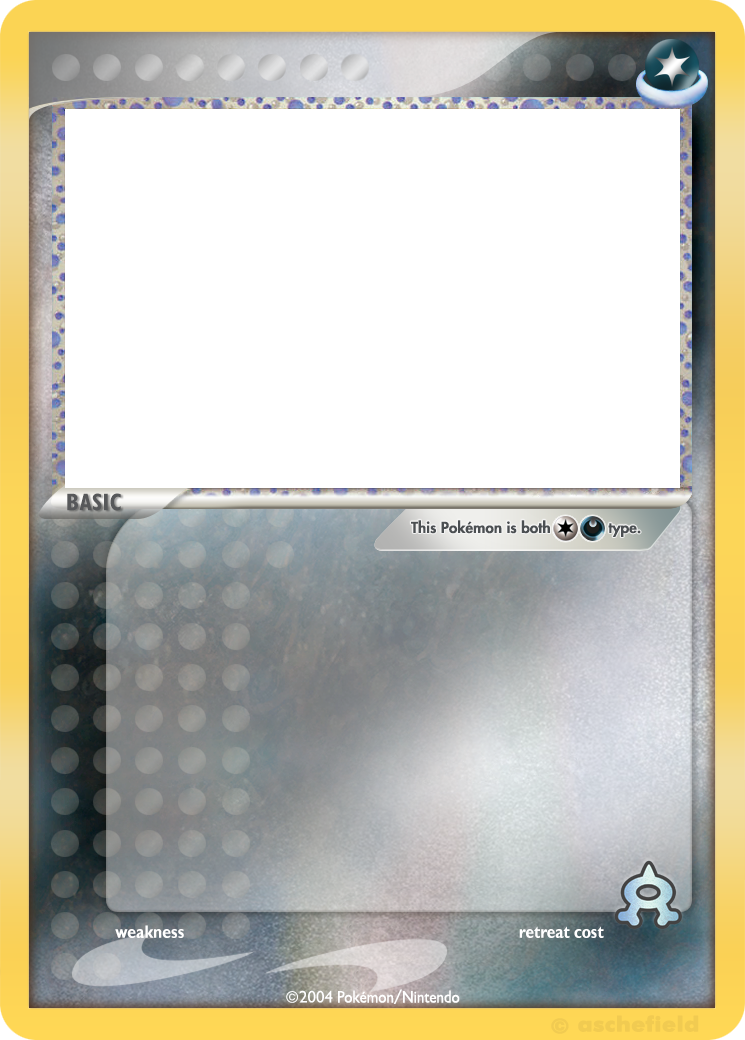 BASIC
This Pokémon is both type.
weakness
retreat cost
©2004 Pokémon/Nintendo
© aschefield